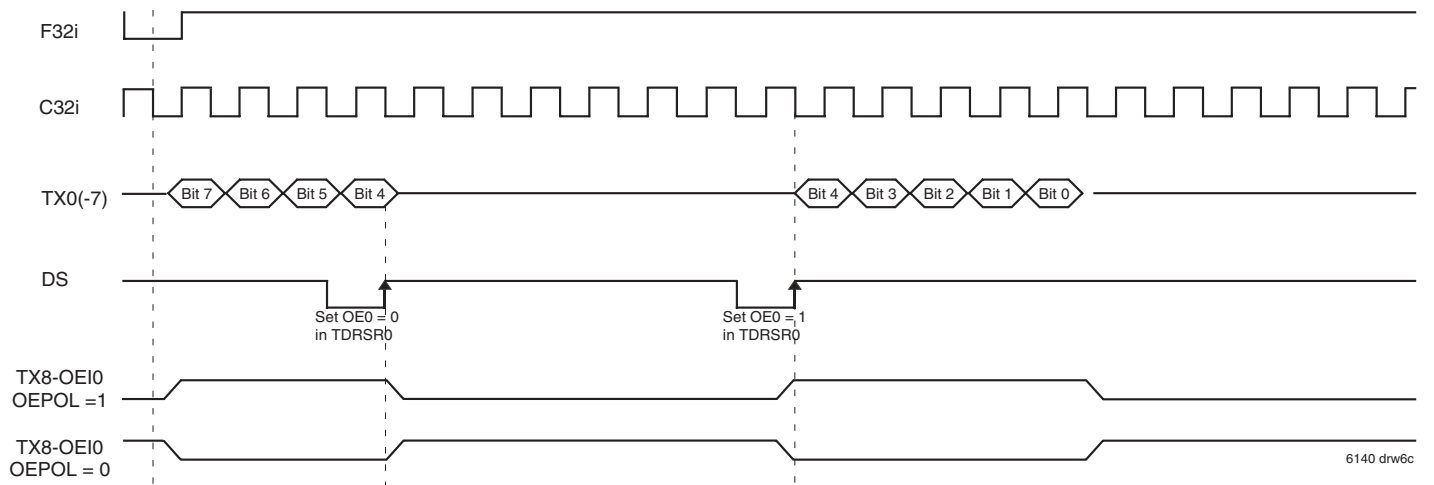 F32i
C32i
TX0(-7)
Bit 7 Bit 6 Bit 5 Bit 4 Bit 4 Bit 3 Bit 2 Bit 1 Bit 0
DS
Set OE0 = 0
in TDRSR0
Set OE0 = 1
in TDRSR0
TX8-OEI0
OEPOL =1
TX8-OEI0
OEPOL = 0
6140 drw6c